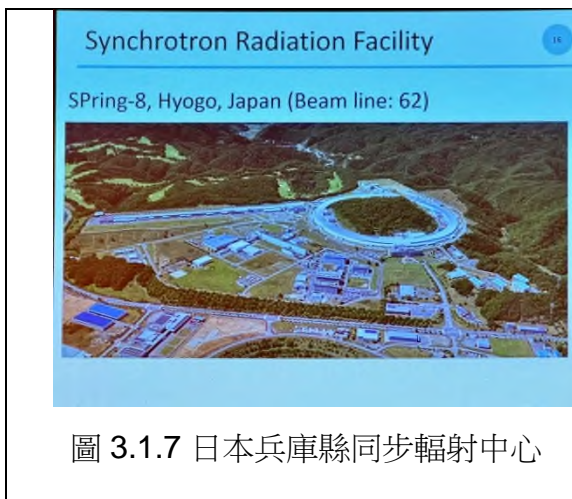 Synchrotron Radiation Facility
16
SPring-8, Hyogo, Japan (Beam line: 62)
圖 3.1.7 日本兵庫縣同步輻射中心